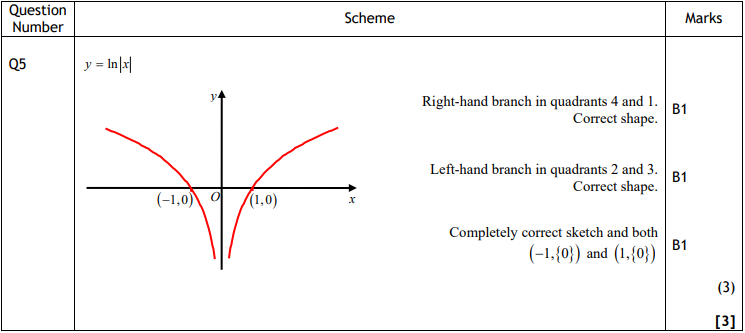 Question Number
Scheme
Marks
Q5
y = ln|x|
y
(−1,0)
O
(1,0)
x
Right-hand branch in quadrants 4 and 1.
Correct shape.
B1
Left-hand branch in quadrants 2 and 3.
Correct shape.
B1
Completely correct sketch and both
(−1,{0}) and (1,{0})
B1
(3)
[3]